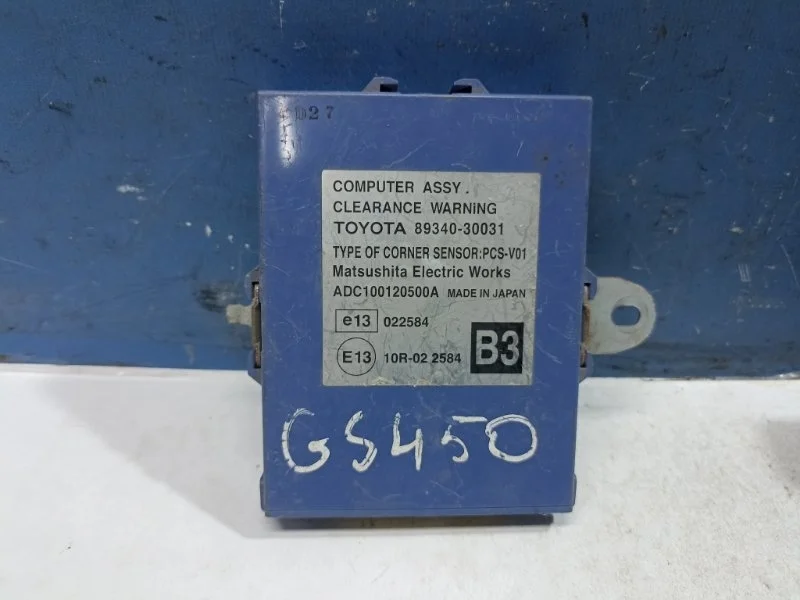 D27
COMPUTER ASSY.
CLEARANCE WARNING
TOYOTA 89340-30031
TYPE OF CORNER SENSOR:PCS-V01
Matsushita Electric Works
ADC100120500A MADE IN JAPAN
e13 022584
E13 10R-02 2584 B3
GS450